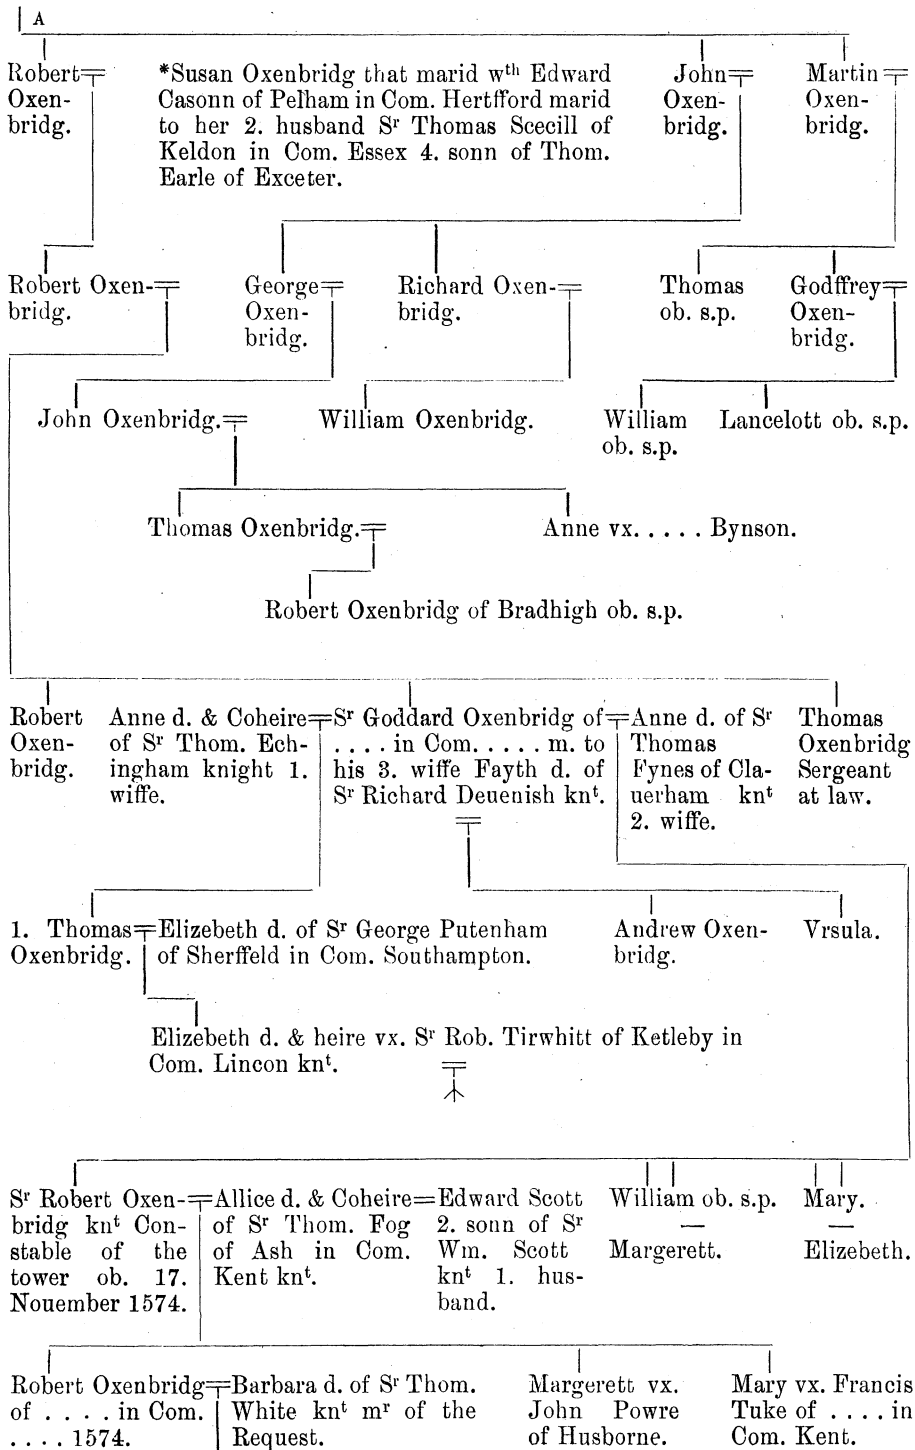 A
Robert
Oxen-
bridg.
*Susan Oxenbridg that marid wth Edward
Casonn of Pelham in Com. Hertfford marid
to her 2. husband Sr Thomas Scecill of
Keldon in Com. Essex 4. sonn of Thom.
Earle of Exceter.
John
Oxen-
bridg.
Martin
Oxen-
bridg.
Robert Oxen-
bridg.
George
Oxen-
bridg.
Richard Oxen-
bridg.
Thomas
ob. s.p.
Godffrey
Oxen-
bridg.
John Oxenbridg.
William Oxenbridg.
William
ob. s.p.
Lancelott ob. s.p.
Thomas Oxenbridg.
Anne vx. . . . . Bynson.
Robert Oxenbridg of Bradhigh ob. s.p.
Robert
Oxen-
bridg.
Anne d. & Coheire
of Sr Thom. Ech-
ingham knight 1.
wiffe.
Sr Goddard Oxenbridg of
. . . . in Com. . . . . m. to
his 3. wiffe Fayth d. of
Sr Richard Deuenish knt.
Anne d. of Sr
Thomas
Fynes of Cla-
uerham knt
2. wiffe.
Thomas
Oxenbridg
Sergeant
at law.
1. Thomas
Oxenbridg.
Elizebeth d. of Sr George Putenham
of Sherffeld in Com. Southampton.
Andrew Oxen-
bridg.
Vrsula.
Elizebeth d. & heire vx. Sr Rob. Tirwhitt of Ketleby in
Com. Lincon knt.
Sr Robert Oxen-
bridg knt Con-
stable of the
tower ob. 17.
Nouember 1574.
Allice d. & Coheire
of Sr Thom. Fog
of Ash in Com.
Kent knt.
Edward Scott
2. sonn of Sr
Wm. Scott
knt 1. hus-
band.
William ob. s.p.
Margerett.
Mary.
Elizebeth.
Robert Oxenbridg
of . . . . in Com.
. . . . 1574.
Barbara d. of Sr Thom.
White knt mr of the
Request.
Margerett vx.
John Powre
of Husborne.
Mary vx. Francis
Tuke of . . . . in
Com. Kent.